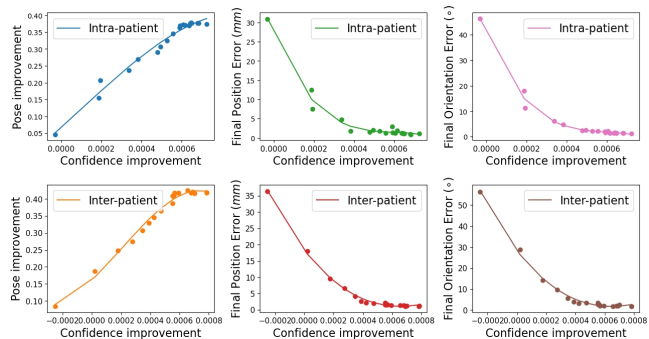 Pose improvement
0.40
0.35
0.30
0.25
0.20
0.15
0.10
0.05
Intra-patient
0.0000 0.0002 0.0004 0.0006
Confidence improvement
Final Position Error (mm)
30
25
20
15
10
5
0
Intra-patient
0.0000 0.0002 0.0004 0.0006
Confidence improvement
Final Orientation Error (∘)
40
30
20
10
0
Intra-patient
0.0000 0.0002 0.0004 0.0006
Confidence improvement
Pose improvement
0.40
0.35
0.30
0.25
0.20
0.15
0.10
Inter-patient
−0.0002 0.0000 0.0002 0.0004 0.0006 0.0008
Confidence improvement
Final Position Error (mm)
35
30
25
20
15
10
5
0
Inter-patient
−0.0002 0.0000 0.0002 0.0004 0.0006 0.0008
Confidence improvement
Final Orientation Error (∘)
50
40
30
20
10
0
Inter-patient
−0.0002 0.0000 0.0002 0.0004 0.0006 0.0008
Confidence improvement